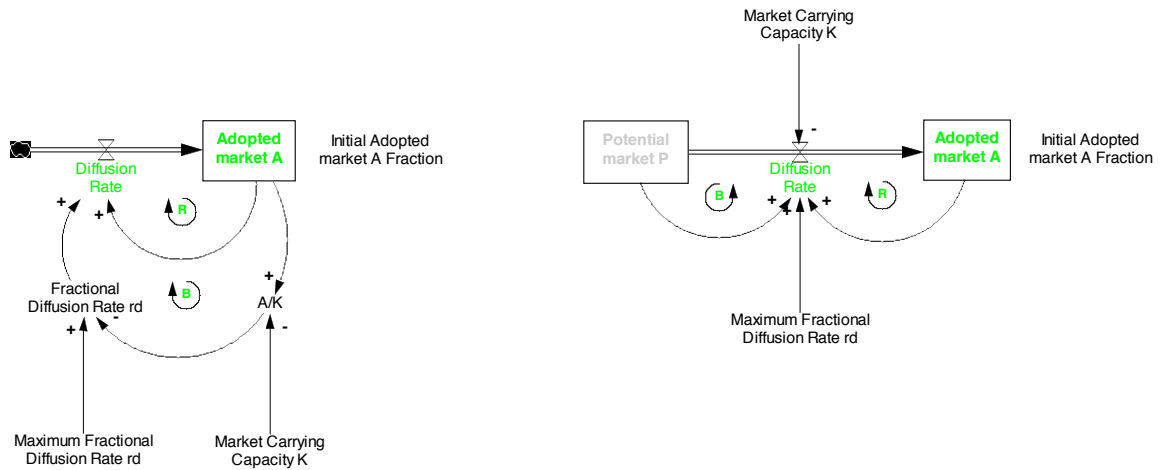 Adopted
market A
Initial Adopted
market A Fraction
Diffusion
Rate
+
+
R
Fractional
Diffusion Rate rd
B
+
A/K
+
-
-
Maximum Fractional
Diffusion Rate rd
Market Carrying
Capacity K
Market Carrying
Capacity K
-
Potential
market P
Adopted
market A
Initial Adopted
market A Fraction
Diffusion
Rate
B
R
+
+
+
Maximum Fractional
Diffusion Rate rd